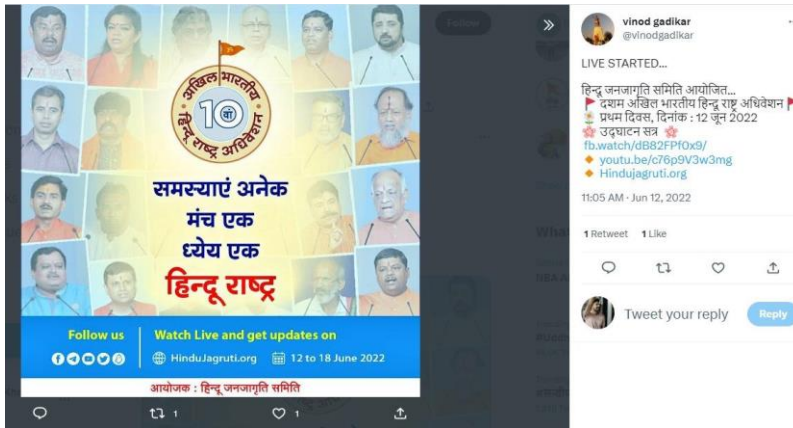 अखिल भारतीय
10 वां
हिन्दू राष्ट्र अधिवेशन
समस्याएं अनेक
मंच एक
ध्येय एक
हिन्दू राष्ट्र
Follow us
Watch Live and get updates on
HinduJagruti.org
12 to 18 June 2022
आयोजक : हिन्दू जनजागृति समिति
1
1
Follow
vinod gadikar
@vinodgadikar
LIVE STARTED...
हिन्दू जनजागृति समिति आयोजित...
🚩 दशम अखिल भारतीय हिन्दू राष्ट्र अधिवेशन 🚩
प्रथम दिवस, दिनांक : 12 जून 2022
🌸 उद्घाटन सत्र 🌸
fb.watch/dB82FPf0x9/
🔸 youtu.be/c76p9V3w3mg
🔸 Hindujagruti.org
11:05 AM · Jun 12, 2022
1 Retweet 1 Like
Tweet your reply
Reply